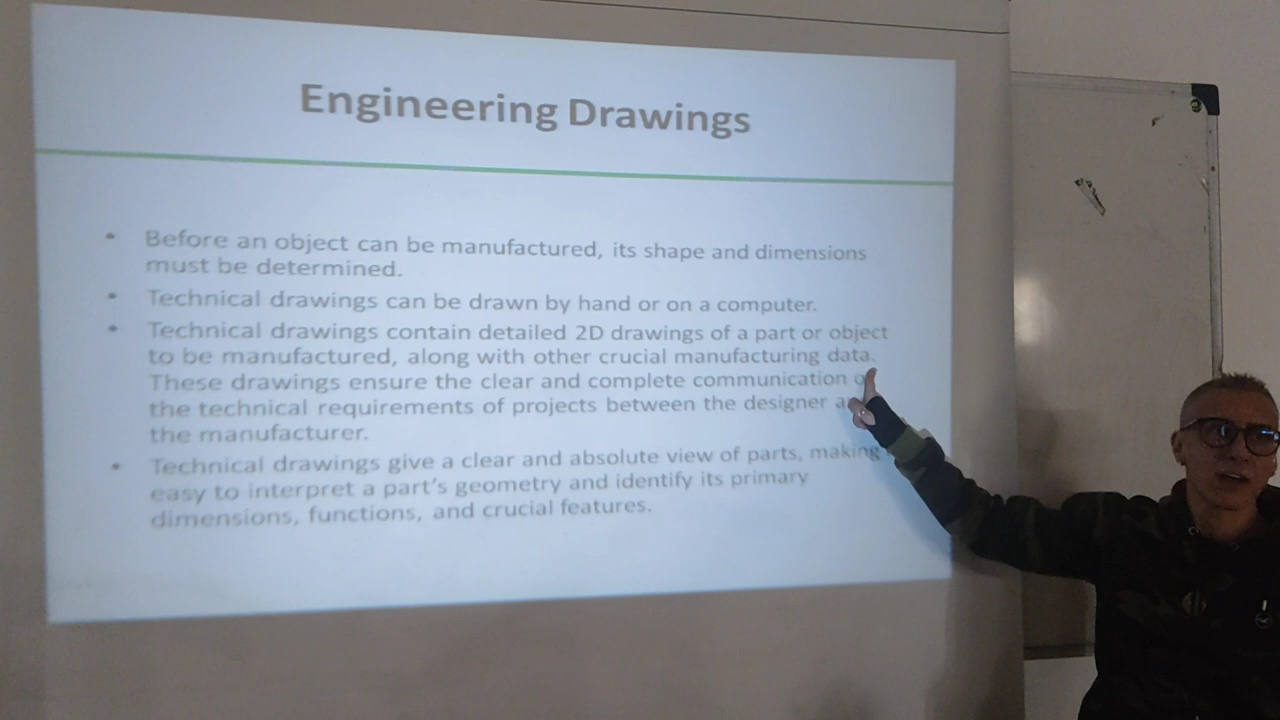 Engineering Drawings
• Before an object can be manufactured, its shape and dimensions
must be determined.
• Technical drawings can be drawn by hand or on a computer.
• Technical drawings contain detailed 2D drawings of a part or object
to be manufactured, along with other crucial manufacturing data.
These drawings ensure the clear and complete communication
the technical requirements of projects between the designer
the manufacturer.
• Technical drawings give a clear and absolute view of parts, making
easy to interpret a part's geometry and identify its primary
dimensions, functions, and crucial features.